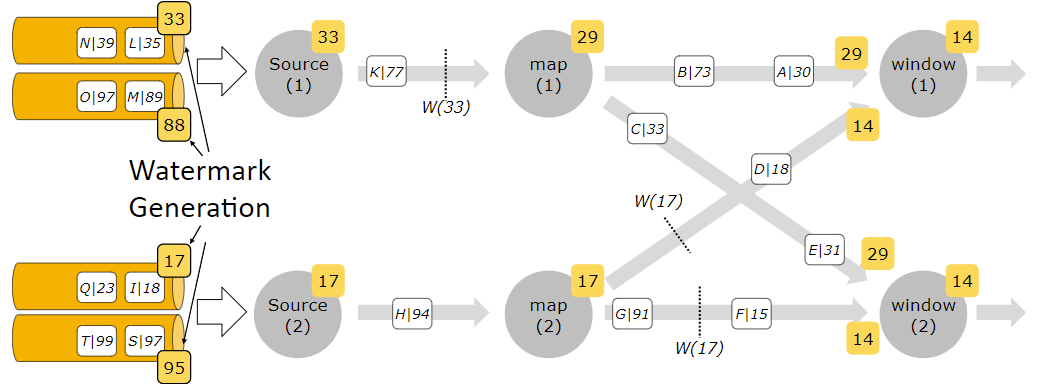 33
N|39 L|35
O|97 M|89
88
Source
(1)
33
K|77
W(33)
map
(1)
29
B|73
A|30
29
window
(1)
14
C|33
14
D|18
W(17)
E|31
29
Watermark
Generation
17
Q|23 I|18
T|99 S|97
95
Source
(2)
17
H|94
map
(2)
17
G|91
F|15
W(17)
14
window
(2)
14